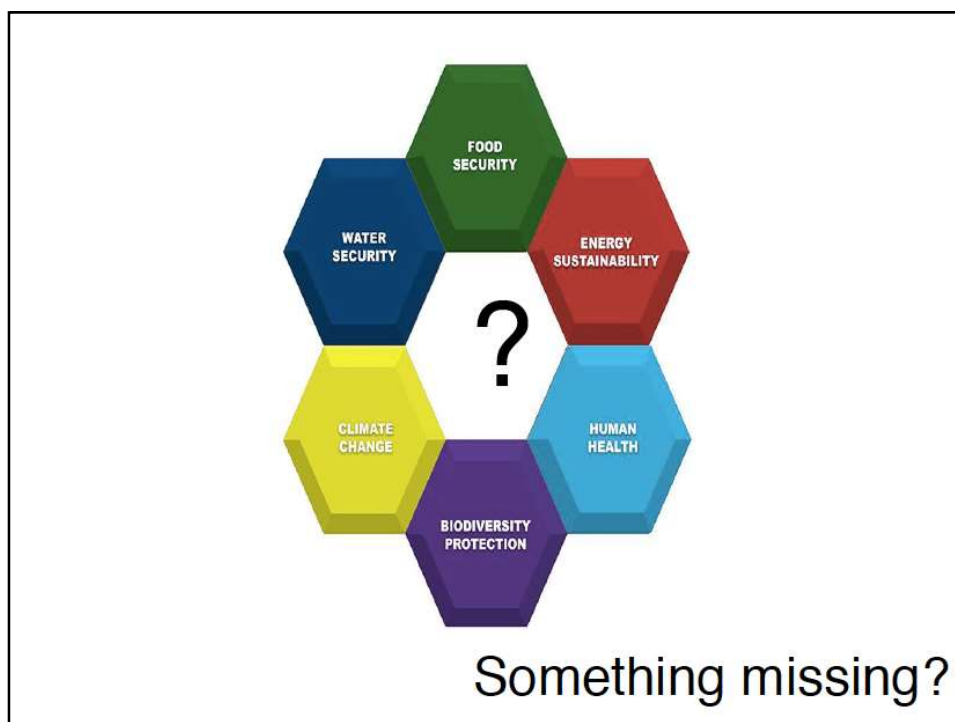 FOOD
SECURITY
WATER
SECURITY
ENERGY
SUSTAINABILITY
?
CLIMATE
CHANGE
HUMAN
HEALTH
BIODIVERSITY
PROTECTION
Something missing?